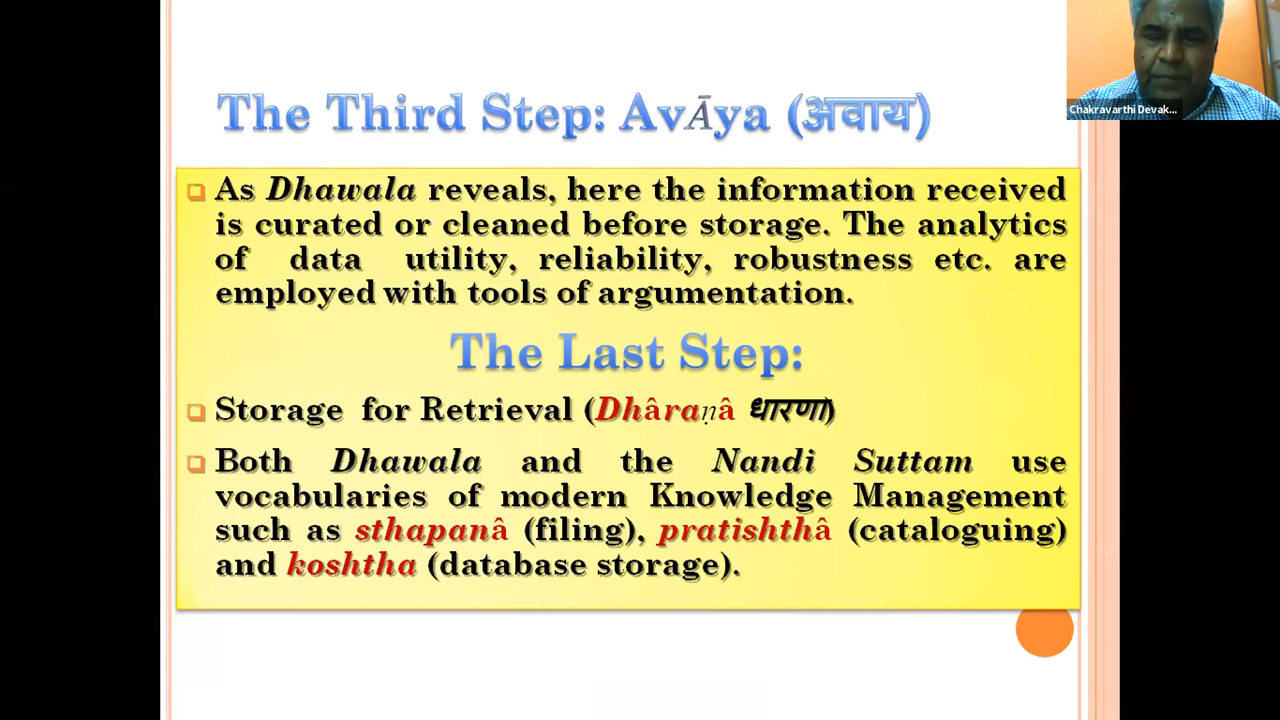 Chakravarthi Devak...
The Third Step: AvĀya (अवाय)
As Dhawala reveals, here the information received
is curated or cleaned before storage. The analytics
of data utility, reliability, robustness etc. are
employed with tools of argumentation.
The Last Step:
Storage for Retrieval (Dhâraṇâ धारणा)
Both Dhawala and the Nandi Suttam use
vocabularies of modern Knowledge Management
such as sthapanâ (filing), pratishthâ (cataloguing)
and koshtha (database storage).